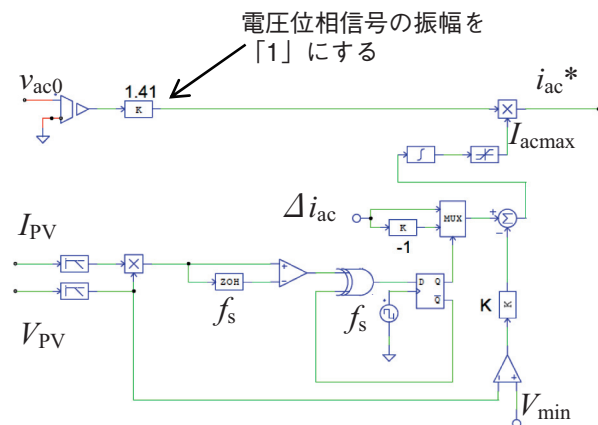 電圧位相信号の振幅を
「1」にする
vac0
1.41
K
iac*
Iacmax
Δiac
K
-1
MUX
IPV
VPV
ZOH
fs
fs
D Q
Q̅
K
K
Vmin